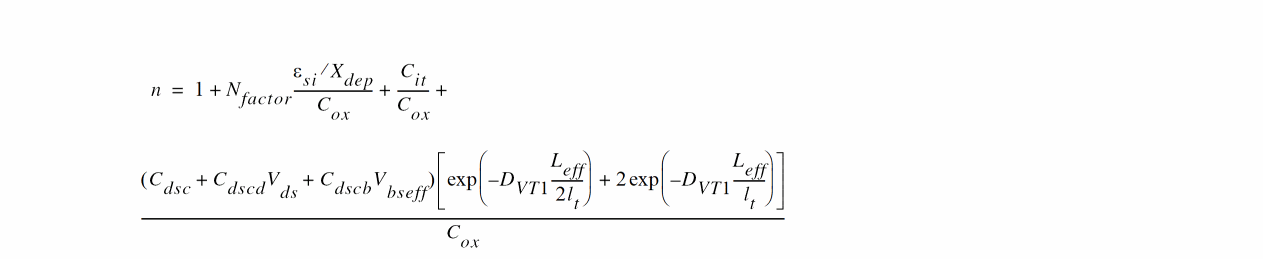 n = 1 + N_factor (ε_si / X_dep)/C_ox + C_it/C_ox +
(C_dsc + C_dscd V_ds + C_dscb V_bseff)[exp(–D_VT1 L_eff/2l_t) + 2 exp(–D_VT1 L_eff/l_t)]
C_ox